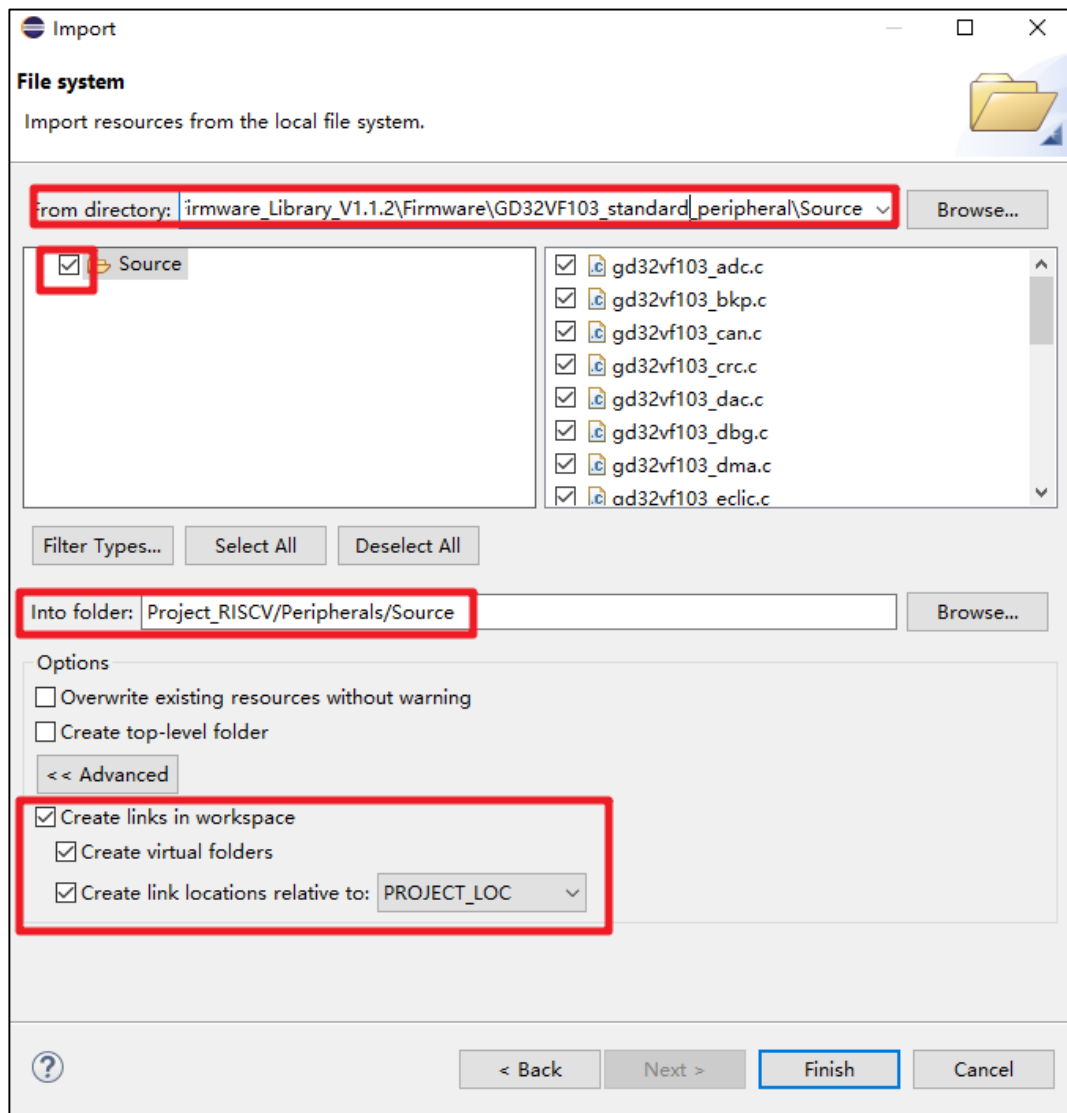 Import
File system
Import resources from the local file system.
From directory: irmware_Library_V1.1.2\Firmware\GD32VF103_standard_peripheral\Source Browse...
Source
gd32vf103_adc.c
gd32vf103_bkp.c
gd32vf103_can.c
gd32vf103_crc.c
gd32vf103_dac.c
gd32vf103_dbg.c
gd32vf103_dma.c
gd32vf103_eclic.c
Filter Types... Select All Deselect All
Into folder: Project_RISCV/Peripherals/Source Browse...
Options
Overwrite existing resources without warning
Create top-level folder
<< Advanced
Create links in workspace
Create virtual folders
Create link locations relative to: PROJECT_LOC
? < Back Next > Finish Cancel